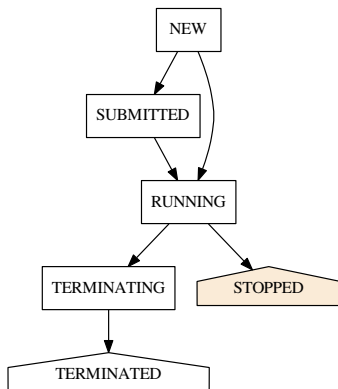 NEW
SUBMITTED
RUNNING
TERMINATING
STOPPED
TERMINATED